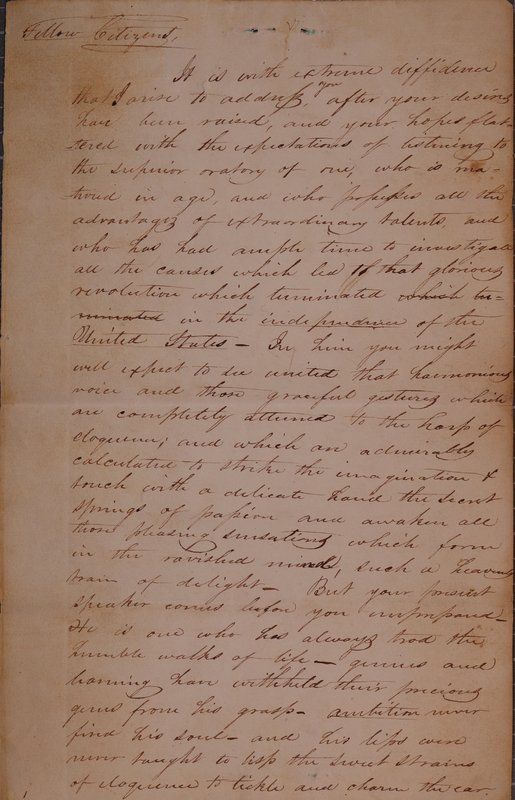 Fellow Citizens,
It is with extreme diffidence
that I arise to address, you after your desires
have been raised, and your hopes flat-
tered with the expectations of listening to
the superior oratory of one, who is ma-
tured in age, and who possesses all the
advantages of extraordinary talents, and
who has had ample time to investigate
all the causes which led to that glorious
revolution which terminated which ter-
minated in the independence of the
United States — In him you might
well expect to see united that harmonious
voice and those graceful gestures which
are completely attuned to the harp of
eloquence; and which are admirably
calculated to strike the imagination &
touch with a delicate hand the secret
springs of passion and awaken all
those pleasing sensations which form
in the ravished mind, such a heavenly
train of delight — But your present
speaker comes before you unprepared —
He is one who has always trod the
humble walks of life — genius and
learning have withheld their precious
gems from his grasp — ambition never
fired his soul — and his lips were
never taught to lisp the sweet strains
of eloquence to tickle and charm the ear.